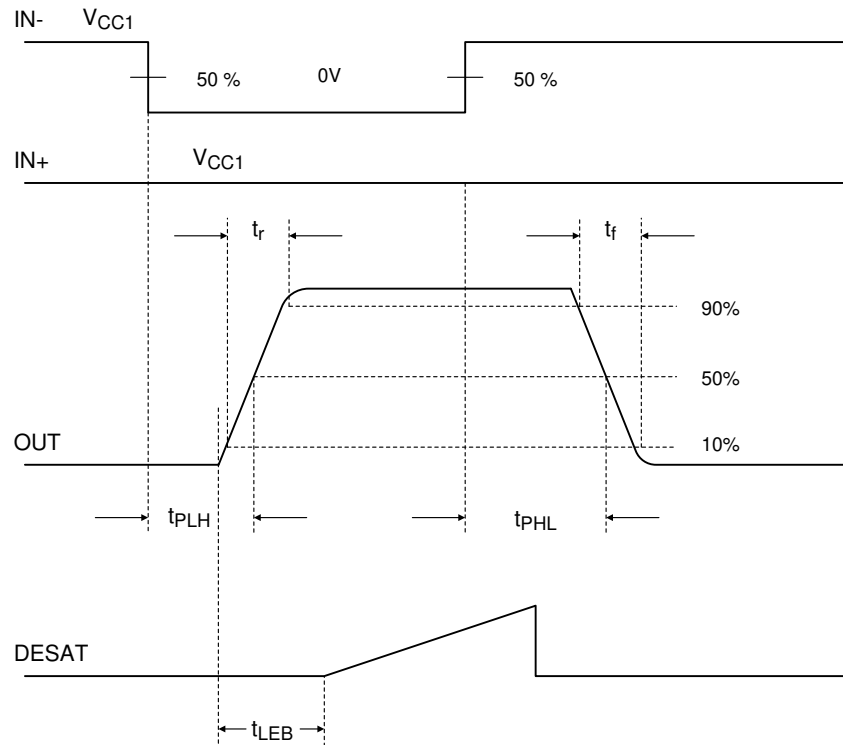 IN- VCC1
50 % 0V 50 %
IN+ VCC1
tr tf
90%
50%
OUT 10%
tPLH tPHL
DESAT
tLEB